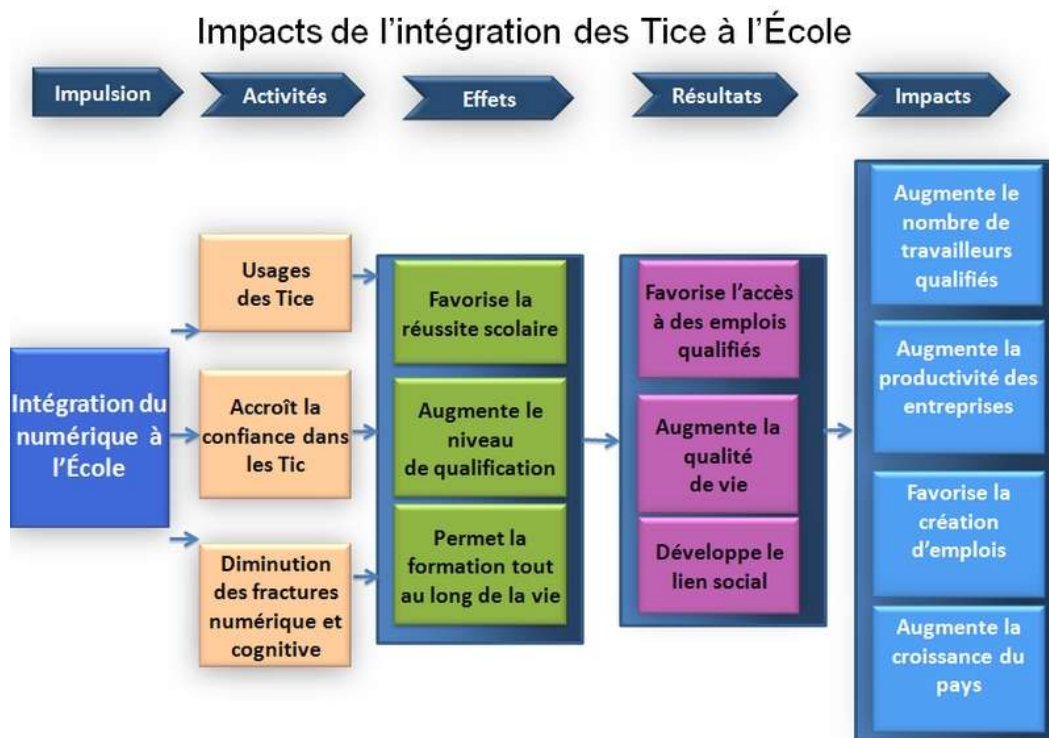 Impacts de l'intégration des Tice à l'École
Impulsion
Activités
Effets
Résultats
Impacts
Intégration du
numérique à
l'École
Usages
des Tice
Accroît la
confiance dans
les Tic
Diminution
des fractures
numérique et
cognitive
Favorise la
réussite scolaire
Augmente le
niveau
de qualification
Permet la
formation tout
au long de la vie
Favorise l'accès
à des emplois
qualifiés
Augmente la
qualité
de vie
Développe le
lien social
Augmente le
nombre de
travailleurs
qualifiés
Augmente la
productivité des
entreprises
Favorise la
création
d'emplois
Augmente la
croissance du
pays